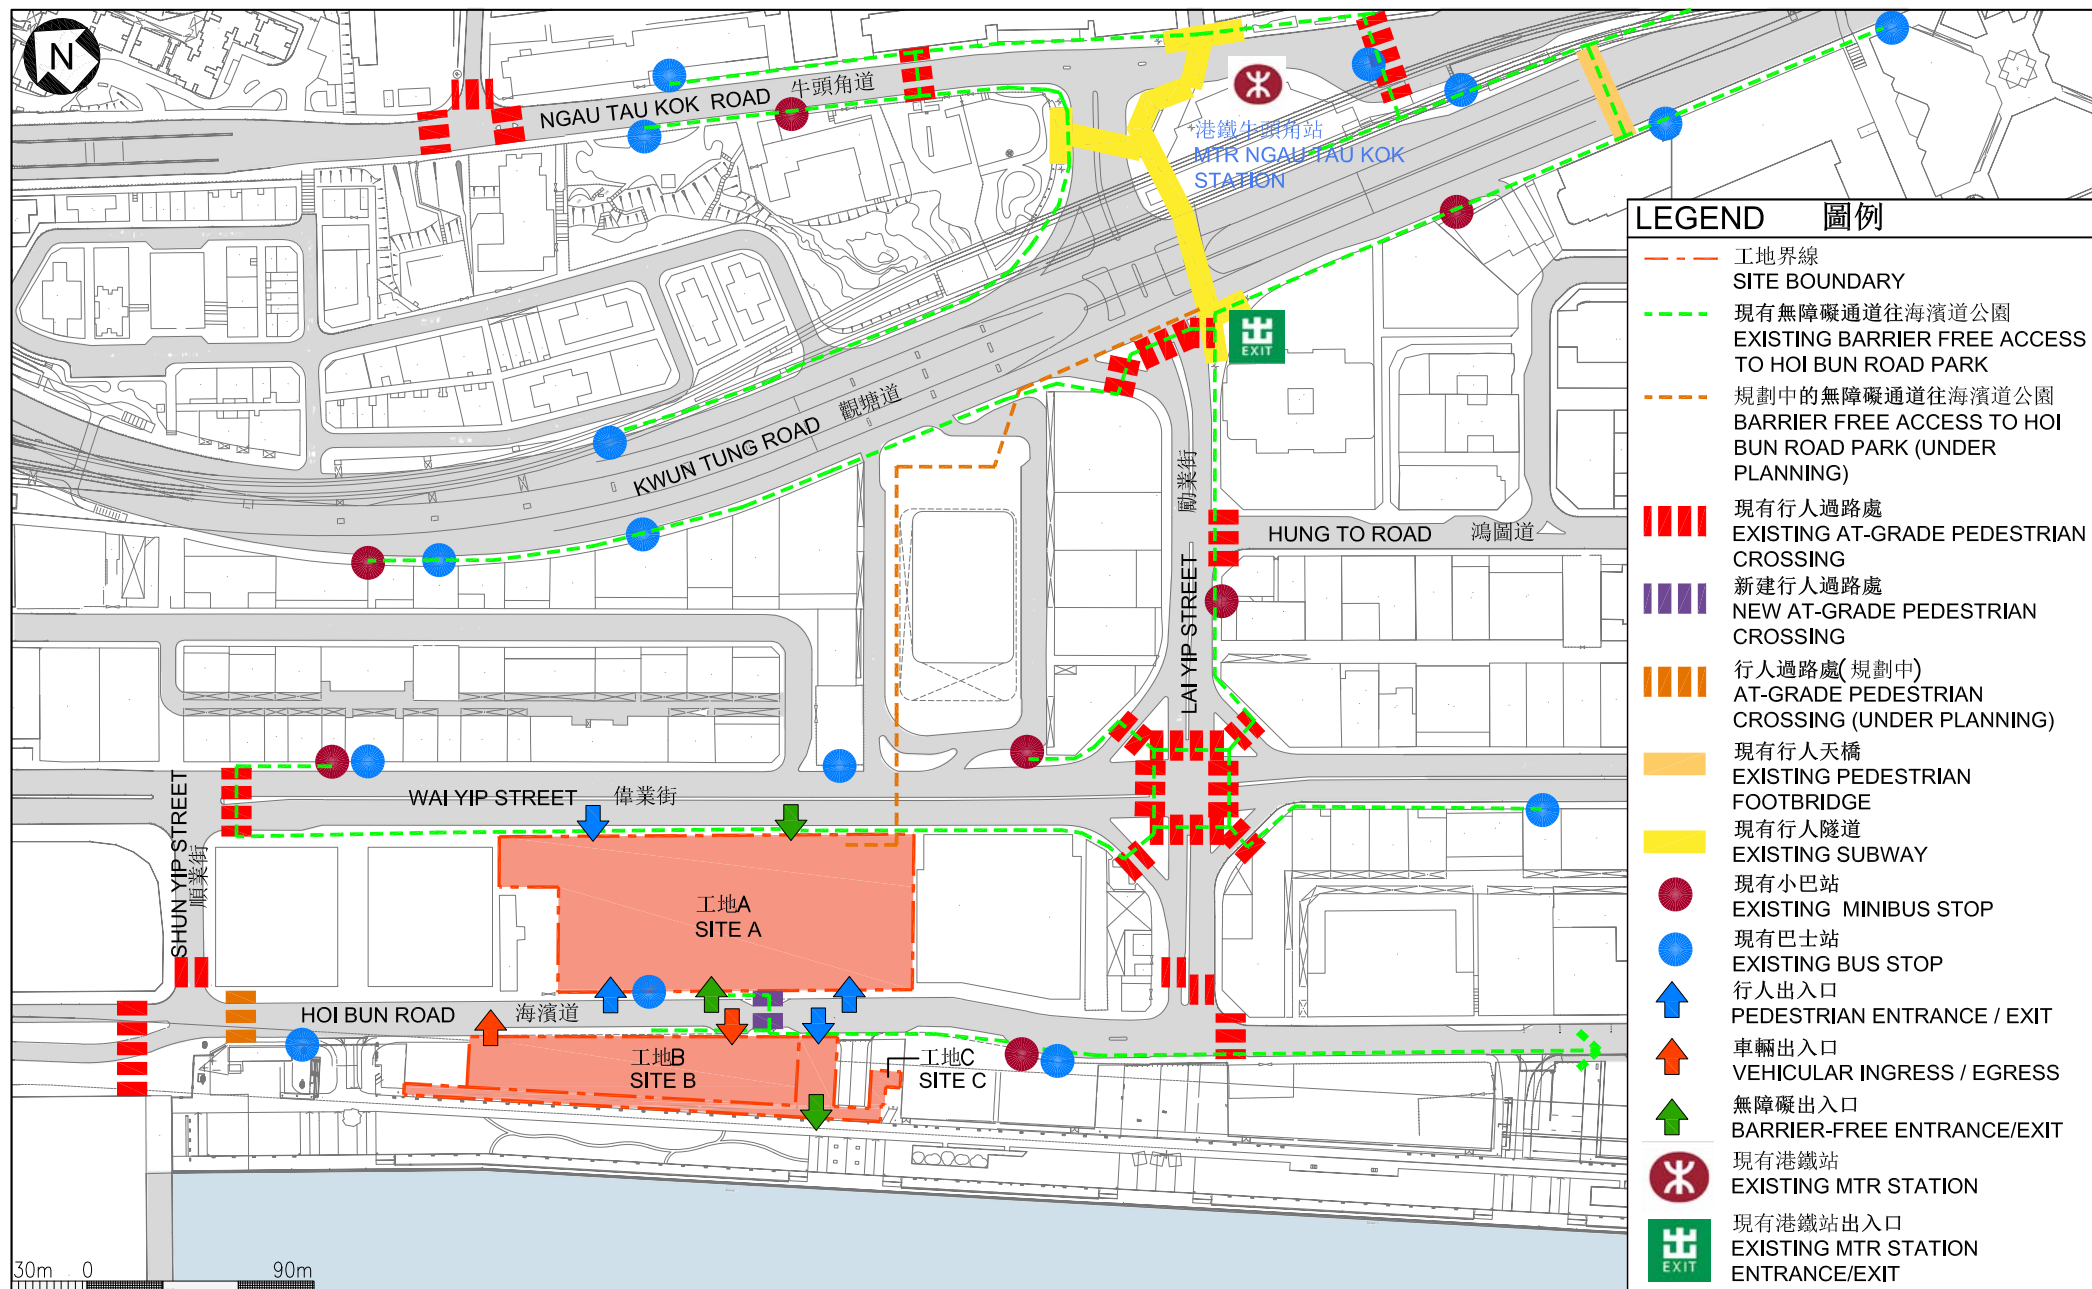 N
NGAU TAU KOK ROAD 牛頭角道
港鐵牛頭角站
MTR NGAU TAU KOK
STATION
EXIT
KWUN TUNG ROAD 觀塘道
勵業街
LAI YIP STREET
HUNG TO ROAD 鴻圖道
WAI YIP STREET 偉業街
SHUN YIP STREET
順業街
工地A
SITE A
HOI BUN ROAD 海濱道
工地B
SITE B
工地C
SITE C
30m 0 90m
LEGEND 圖例
工地界線
SITE BOUNDARY
現有無障礙通道往海濱道公園
EXISTING BARRIER FREE ACCESS
TO HOI BUN ROAD PARK
規劃中的無障礙通道往海濱道公園
BARRIER FREE ACCESS TO HOI
BUN ROAD PARK (UNDER
PLANNING)
現有行人過路處
EXISTING AT-GRADE PEDESTRIAN
CROSSING
新建行人過路處
NEW AT-GRADE PEDESTRIAN
CROSSING
行人過路處(規劃中)
AT-GRADE PEDESTRIAN
CROSSING (UNDER PLANNING)
現有行人天橋
EXISTING PEDESTRIAN
FOOTBRIDGE
現有行人隧道
EXISTING SUBWAY
現有小巴站
EXISTING MINIBUS STOP
現有巴士站
EXISTING BUS STOP
行人出入口
PEDESTRIAN ENTRANCE / EXIT
車輛出入口
VEHICULAR INGRESS / EGRESS
無障礙出入口
BARRIER-FREE ENTRANCE/EXIT
現有港鐵站
EXISTING MTR STATION
現有港鐵站出入口
EXISTING MTR STATION
ENTRANCE/EXIT
EXIT